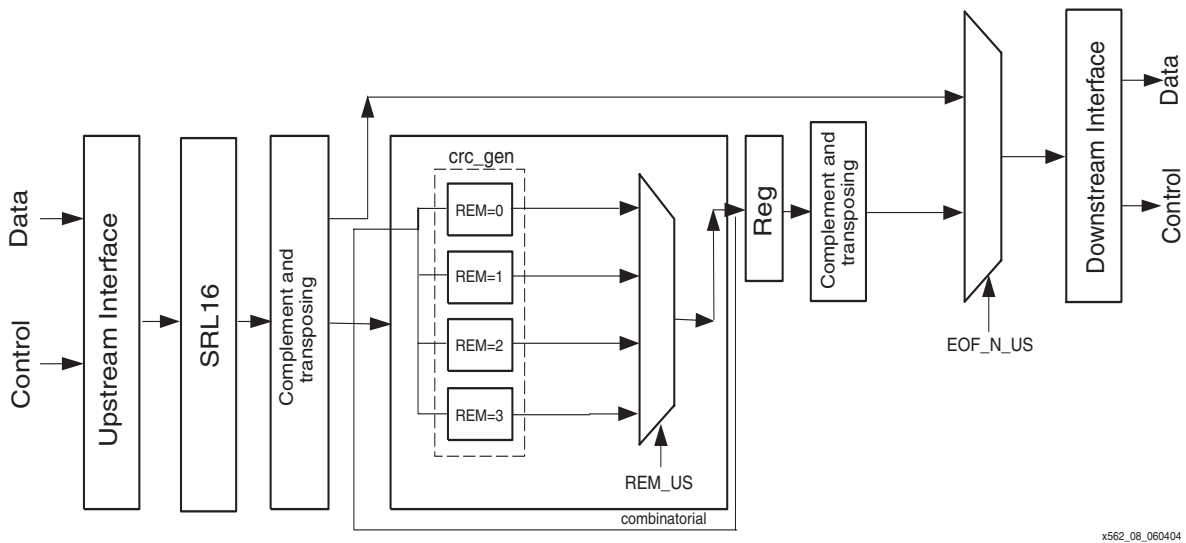 Data
Control
Upstream Interface
SRL16
Complement and
transposing
crc_gen
REM=0
REM=1
REM=2
REM=3
REM_US
combinatorial
Reg
Complement and
transposing
EOF_N_US
Downstream Interface
Data
Control
x562_08_060404